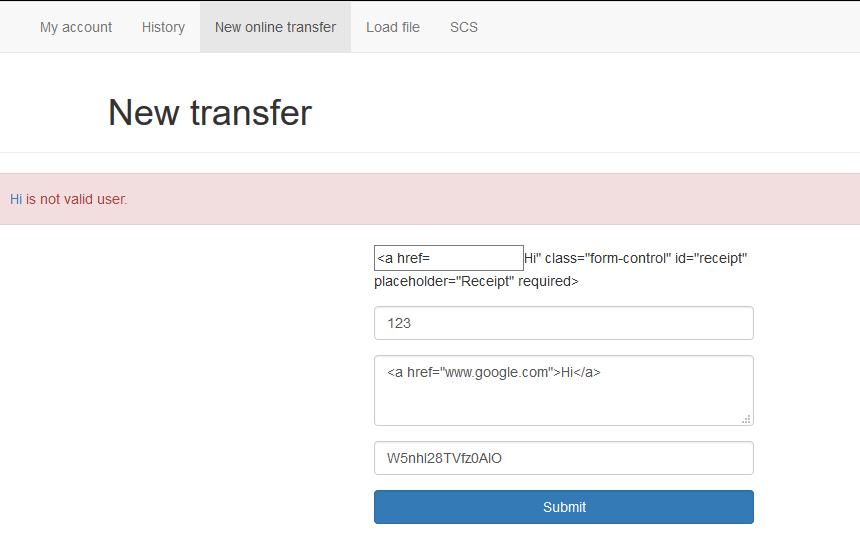 My account History New online transfer Load file SCS
New transfer
Hi is not valid user.
<a href= Hi" class="form-control" id="receipt"
placeholder="Receipt" required>
123
<a href="www.google.com">Hi</a>
W5nhl28TVfz0AlO
Submit